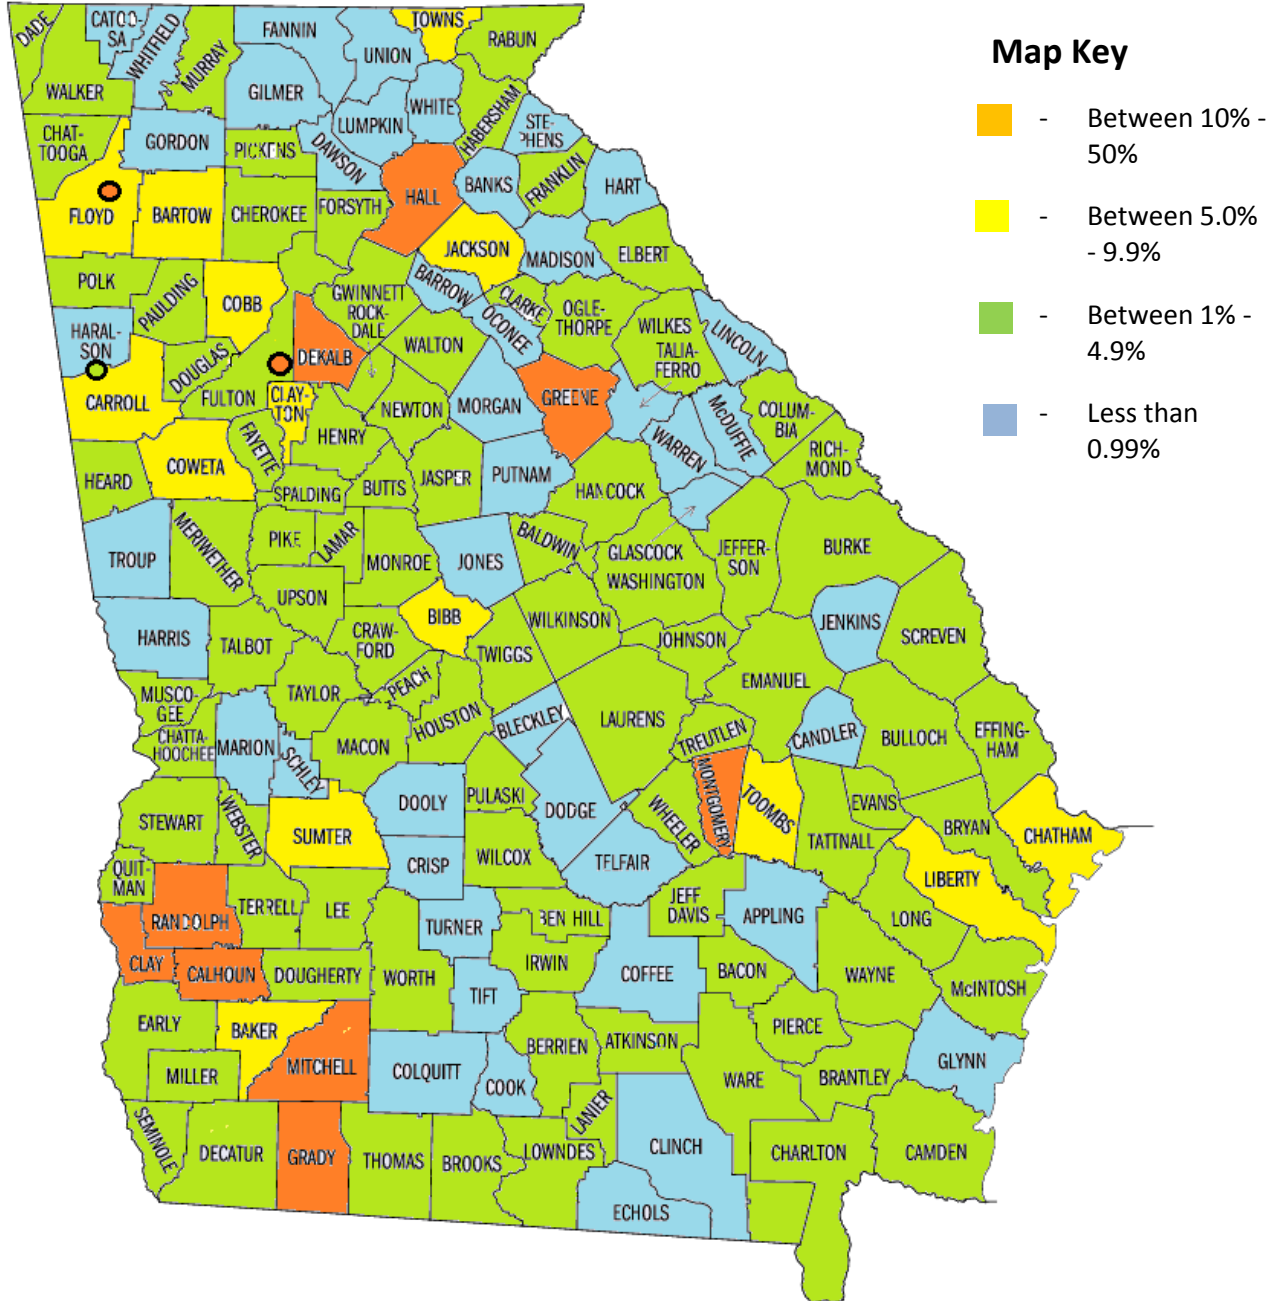 Map Key
- Between 10% -
50%
- Between 5.0%
- 9.9%
- Between 1% -
4.9%
- Less than
0.99%
DADE
CATOO
SA
WHITFIELD
MURRAY
FANNIN
UNION
TOWNS
RABUN
WALKER
GILMER
LUMPKIN
WHITE
HABERSHAM
STE-
PHENS
CHAT-
TOOGA
GORDON
PICKENS
DAWSON
HALL
BANKS
FRANKLIN
HART
FLOYD
BARTOW
CHEROKEE
FORSYTH
JACKSON
MADISON
ELBERT
POLK
PAULDING
COBB
GWINNETT
BARROW
CLARKE
OCONEE
OGLE-
THORPE
WILKES
LINCOLN
HARAL-
SON
DOUGLAS
FULTON
DEKALB
ROCK-
DALE
WALTON
MORGAN
GREENE
TALIA-
FERRO
McDUFFIE
COLUM-
BIA
CARROLL
CLAY-
TON
HENRY
NEWTON
WARREN
RICH-
MOND
HEARD
COWETA
FAYETTE
SPALDING
BUTTS
JASPER
PUTNAM
HANCOCK
GLASCOCK
JEFFER-
SON
BURKE
TROUP
MERIWETHER
PIKE
LAMAR
MONROE
JONES
BALDWIN
WASHINGTON
UPSON
BIBB
WILKINSON
JENKINS
SCREVEN
HARRIS
TALBOT
CRAW-
FORD
TWIGGS
JOHNSON
EMANUEL
MUSCO-
GEE
TAYLOR
PEACH
HOUSTON
BLECKLEY
LAURENS
TREUTLEN
CANDLER
BULLOCH
EFFING-
HAM
CHATTA-
HOOCHEE
MARION
SCHLEY
MACON
DOOLY
PULASKI
DODGE
WHEELER
MONTGOMERY
TOOMBS
EVANS
BRYAN
CHATHAM
STEWART
WEBSTER
SUMTER
CRISP
WILCOX
TELFAIR
TATTNALL
LIBERTY
QUIT-
MAN
RANDOLPH
TERRELL
LEE
TURNER
BEN HILL
JEFF
DAVIS
APPLING
LONG
CLAY
CALHOUN
DOUGHERTY
WORTH
TIFT
IRWIN
COFFEE
BACON
WAYNE
McINTOSH
EARLY
BAKER
MITCHELL
COLQUITT
COOK
BERRIEN
ATKINSON
PIERCE
WARE
BRANTLEY
GLYNN
MILLER
SEMINOLE
DECATUR
GRADY
THOMAS
BROOKS
LOWNDES
LANIER
CLINCH
ECHOLS
CHARLTON
CAMDEN